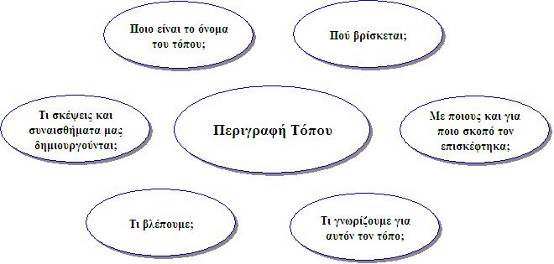 Ποιο είναι το όνομα
του τόπου;
Πού βρίσκεται;
Τι σκέψεις και
συναισθήματα μας
δημιουργούνται;
Περιγραφή Τόπου
Με ποιους και για
ποιο σκοπό τον
επισκέφτηκα;
Τι βλέπουμε;
Τι γνωρίζουμε για
αυτόν τον τόπο;